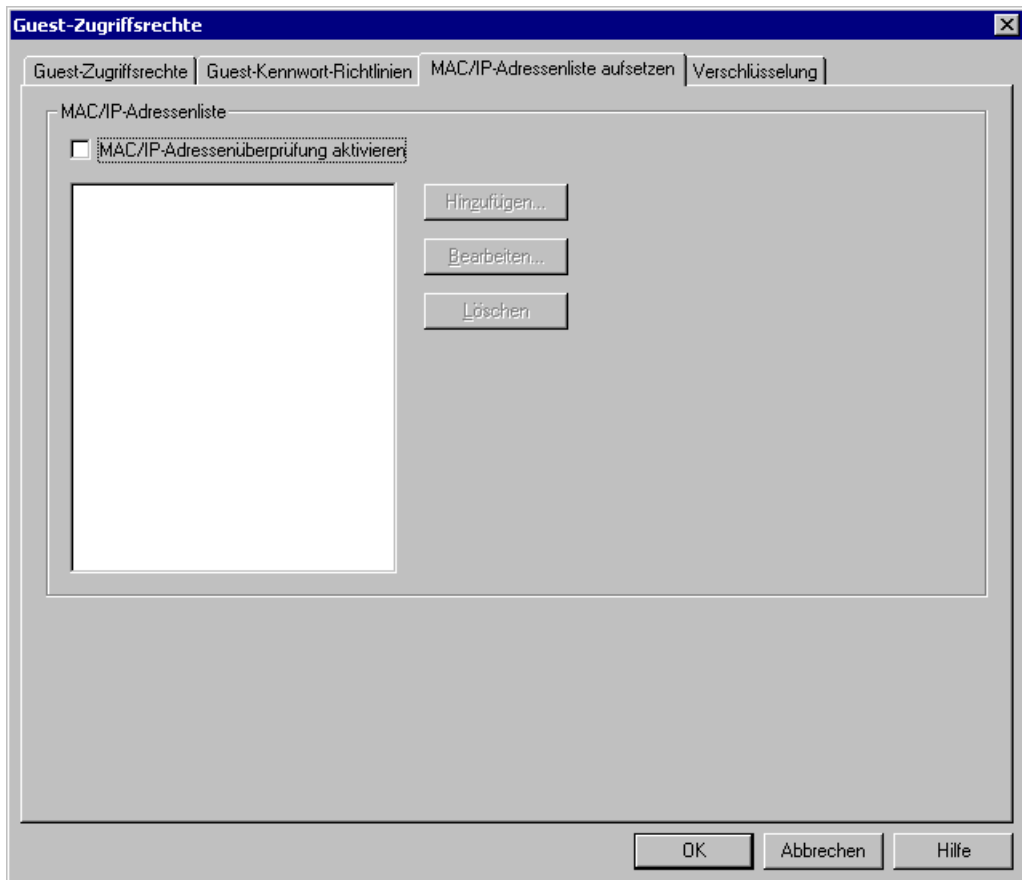 Guest-Zugriffsrechte
Guest-Zugriffsrechte Guest-Kennwort-Richtlinien MAC/IP-Adressenliste aufsetzen Verschlüsselung
MAC/IP-Adressenliste
MAC/IP-Adressenüberprüfung aktivieren
Hinzufügen...
Bearbeiten...
Löschen
OK Abbrechen Hilfe